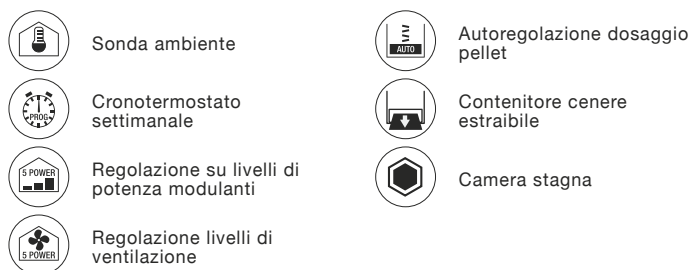 Sonda ambiente
PROG.
Cronotermostato
settimanale
5 POWER
Regolazione su livelli di
potenza modulanti
5 POWER
Regolazione livelli di
ventilazione
AUTO
Autoregolazione dosaggio
pellet
Contenitore cenere
estraibile
Camera stagna